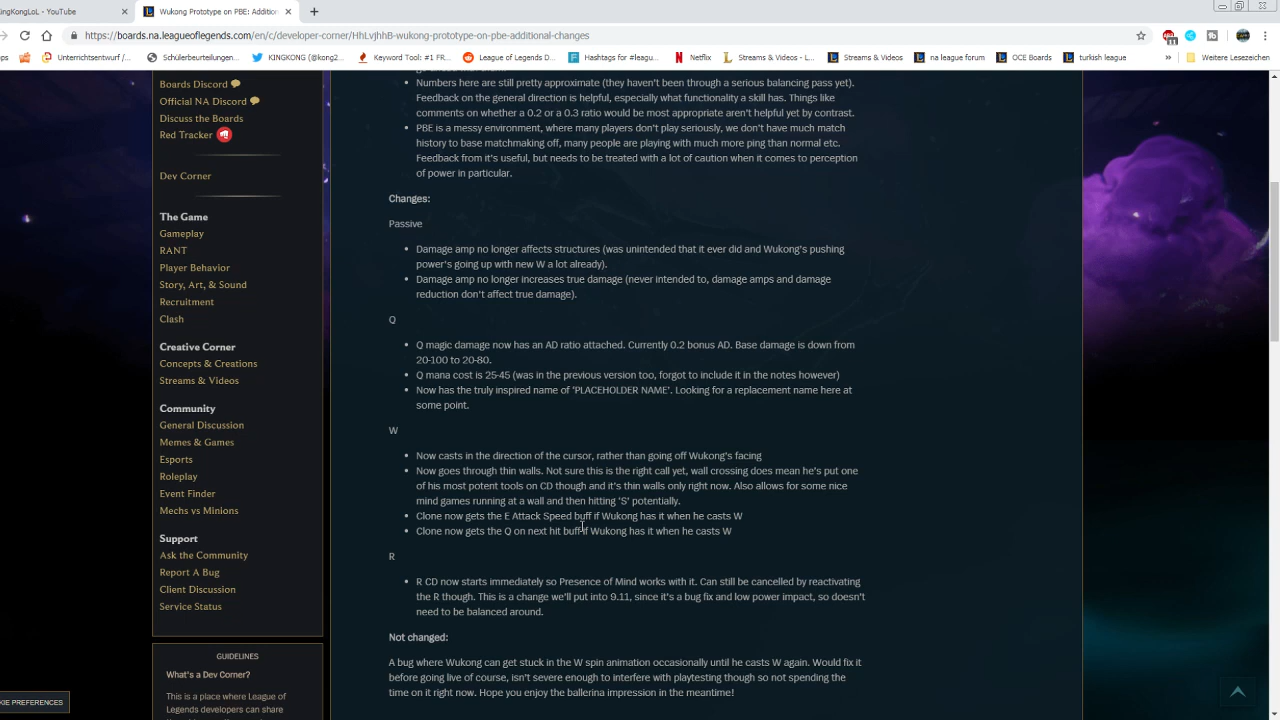 ingKongLoL - YouTube
Wukong Prototype on PBE: Addition
https://boards.na.leagueoflegends.com/en/c/developer-corner/HhLvjhhB-wukong-prototype-on-pbe-additional-changes
pps
Unterrichtsentwurf /...
Schülerbeurteilungen...
KINGKONG (@kong2...
Keyword Tool: #1 FR...
League of Legends D...
Hashtags for #leagu...
Netflix
Streams & Videos - L...
Streams & Videos
na league forum
OCE Boards
turkish league
»
Weitere Lesezeichen
Boards Discord
Official NA Discord
Discuss the Boards
Red Tracker
Dev Corner
The Game
Gameplay
RANT
Player Behavior
Story, Art, & Sound
Recruitment
Clash
Creative Corner
Concepts & Creations
Streams & Videos
Community
General Discussion
Memes & Games
Esports
Roleplay
Event Finder
Mechs vs Minions
Support
Ask the Community
Report A Bug
Client Discussion
Service Status
GUIDELINES
What's a Dev Corner?
This is a place where League of
Legends developers can share
KIE PREFERENCES
• Numbers here are still pretty approximate (they haven't been through a serious balancing pass yet).
Feedback on the general direction is helpful, especially what functionality a skill has. Things like
comments on whether a 0.2 or a 0.3 ratio would be most appropriate aren't helpful yet by contrast.
• PBE is a messy environment, where many players don't play seriously, we don't have much match
history to base matchmaking off, many people are playing with much more ping than normal etc.
Feedback from it's useful, but needs to be treated with a lot of caution when it comes to perception
of power in particular.
Changes:
Passive
• Damage amp no longer affects structures (was unintended that it ever did and Wukong's pushing
power's going up with new W a lot already).
• Damage amp no longer increases true damage (never intended to, damage amps and damage
reduction don't affect true damage).
Q
• Q magic damage now has an AD ratio attached. Currently 0.2 bonus AD. Base damage is down from
20-100 to 20-80.
• Q mana cost is 25-45 (was in the previous version too, forgot to include it in the notes however)
• Now has the truly inspired name of 'PLACEHOLDER NAME'. Looking for a replacement name here at
some point.
W
• Now casts in the direction of the cursor, rather than going off Wukong's facing
• Now goes through thin walls. Not sure this is the right call yet, wall crossing does mean he's put one
of his most potent tools on CD though and it's thin walls only right now. Also allows for some nice
mind games running at a wall and then hitting 'S' potentially.
• Clone now gets the E Attack Speed buff if Wukong has it when he casts W
• Clone now gets the Q on next hit buff if Wukong has it when he casts W
R
• R CD now starts immediately so Presence of Mind works with it. Can still be cancelled by reactivating
the R though. This is a change we'll put into 9.11, since it's a bug fix and low power impact, so doesn't
need to be balanced around.
Not changed:
A bug where Wukong can get stuck in the W spin animation occasionally until he casts W again. Would fix it
before going live of course, isn't severe enough to interfere with playtesting though so not spending the
time on it right now. Hope you enjoy the ballerina impression in the meantime!